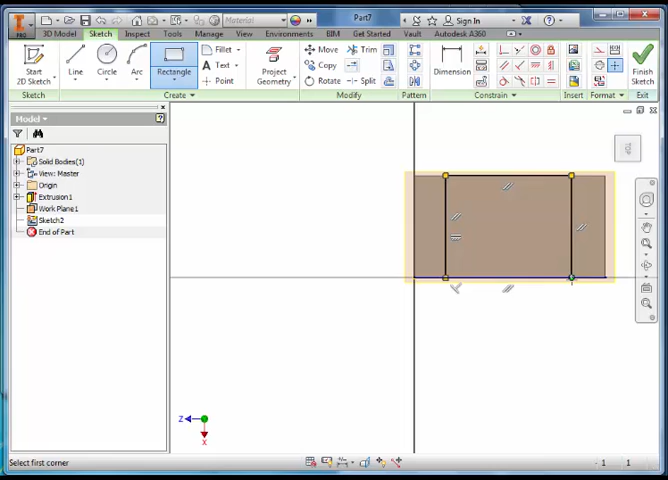 Material
Part7
Sign In
PRO
3D Model
Sketch
Inspect
Tools
Manage
View
Environments
BIM
Get Started
Vault
Autodesk A360
Start
2D Sketch
Line
Circle
Arc
Rectangle
Fillet
Text
Point
Project
Geometry
Move
Copy
Rotate
Trim
Split
Dimension
Finish
Sketch
Sketch
Create
Modify
Pattern
Constrain
Insert
Format
Exit
Model
Part7
Solid Bodies(1)
View: Master
Origin
Extrusion1
Work Plane1
Sketch2
End of Part
Z
X
Select first corner
1
1